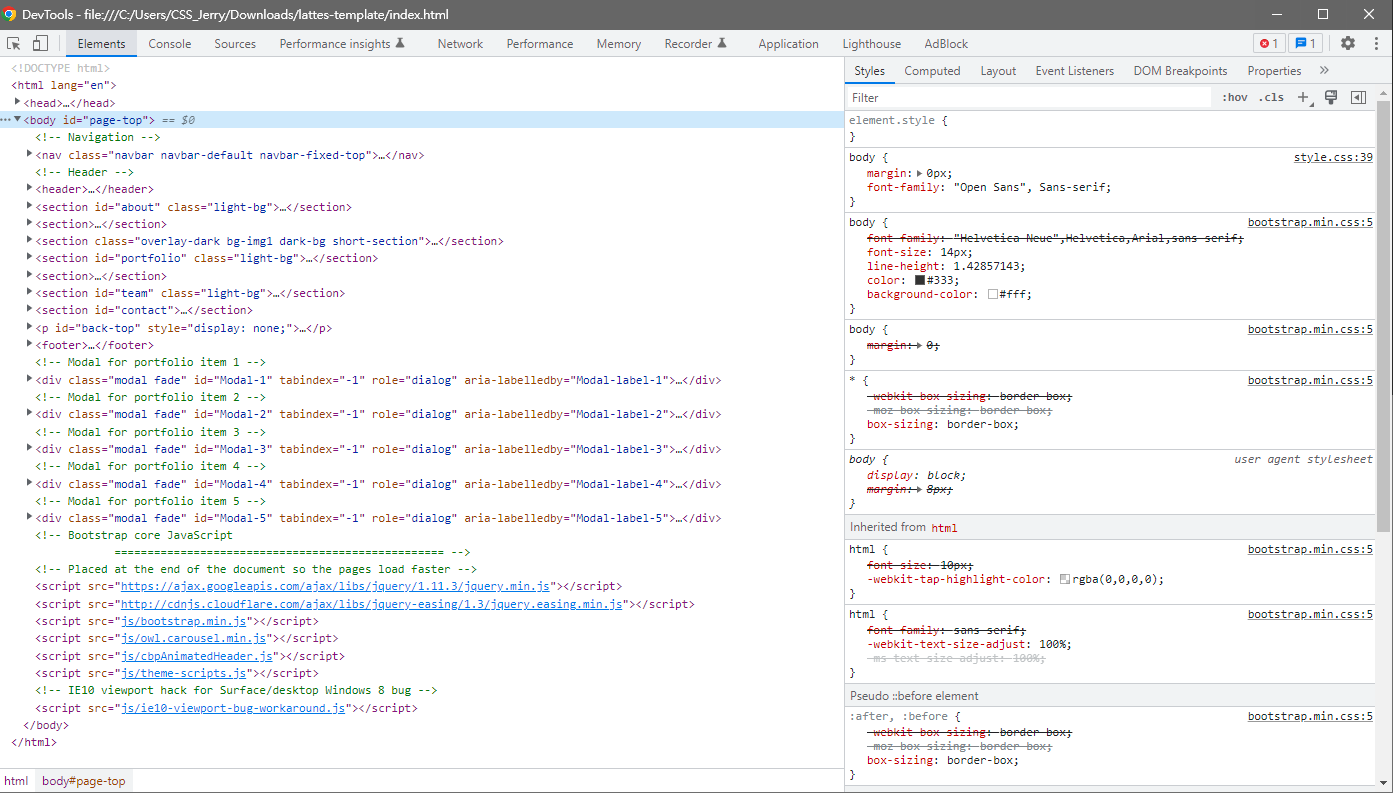 DevTools - file:///C:/Users/CSS_Jerry/Downloads/lattes-template/index.html
Elements Console Sources Performance insights Network Performance Memory Recorder Application Lighthouse AdBlock 1 1
<!DOCTYPE html>
<html lang="en">
<head>…</head>
<body id="page-top"> == $0
<!-- Navigation -->
<nav class="navbar navbar-default navbar-fixed-top">…</nav>
<!-- Header -->
<header>…</header>
<section id="about" class="light-bg">…</section>
<section>…</section>
<section class="overlay-dark bg-img1 dark-bg short-section">…</section>
<section id="portfolio" class="light-bg">…</section>
<section>…</section>
<section id="team" class="light-bg">…</section>
<section id="contact">…</section>
<p id="back-top" style="display: none;">…</p>
<footer>…</footer>
<!-- Modal for portfolio item 1 -->
<div class="modal fade" id="Modal-1" tabindex="-1" role="dialog" aria-labelledby="Modal-label-1">…</div>
<!-- Modal for portfolio item 2 -->
<div class="modal fade" id="Modal-2" tabindex="-1" role="dialog" aria-labelledby="Modal-label-2">…</div>
<!-- Modal for portfolio item 3 -->
<div class="modal fade" id="Modal-3" tabindex="-1" role="dialog" aria-labelledby="Modal-label-3">…</div>
<!-- Modal for portfolio item 4 -->
<div class="modal fade" id="Modal-4" tabindex="-1" role="dialog" aria-labelledby="Modal-label-4">…</div>
<!-- Modal for portfolio item 5 -->
<div class="modal fade" id="Modal-5" tabindex="-1" role="dialog" aria-labelledby="Modal-label-5">…</div>
<!-- Bootstrap core JavaScript
================================================== -->
<!-- Placed at the end of the document so the pages load faster -->
<script src="https://ajax.googleapis.com/ajax/libs/jquery/1.11.3/jquery.min.js"></script>
<script src="http://cdnjs.cloudflare.com/ajax/libs/jquery-easing/1.3/jquery.easing.min.js"></script>
<script src="js/bootstrap.min.js"></script>
<script src="js/owl.carousel.min.js"></script>
<script src="js/cbpAnimatedHeader.js"></script>
<script src="js/theme-scripts.js"></script>
<!-- IE10 viewport hack for Surface/desktop Windows 8 bug -->
<script src="js/ie10-viewport-bug-workaround.js"></script>
</body>
</html>
html body#page-top
Styles Computed Layout Event Listeners DOM Breakpoints Properties »
Filter :hov .cls +
element.style {
}
body { style.css:39
margin: 0px;
font-family: "Open Sans", Sans-serif;
}
body { bootstrap.min.css:5
font-family: "Helvetica Neue",Helvetica,Arial,sans-serif;
font-size: 14px;
line-height: 1.42857143;
color: #333;
background-color: #fff;
}
body { bootstrap.min.css:5
margin: 0;
}
* { bootstrap.min.css:5
-webkit-box-sizing: border-box;
-moz-box-sizing: border-box;
box-sizing: border-box;
}
body { user agent stylesheet
display: block;
margin: 8px;
}
Inherited from html
html { bootstrap.min.css:5
font-size: 10px;
-webkit-tap-highlight-color: rgba(0,0,0,0);
}
html { bootstrap.min.css:5
font-family: sans-serif;
-webkit-text-size-adjust: 100%;
-ms-text-size-adjust: 100%;
}
Pseudo ::before element
:after, :before { bootstrap.min.css:5
-webkit-box-sizing: border-box;
-moz-box-sizing: border-box;
box-sizing: border-box;
}